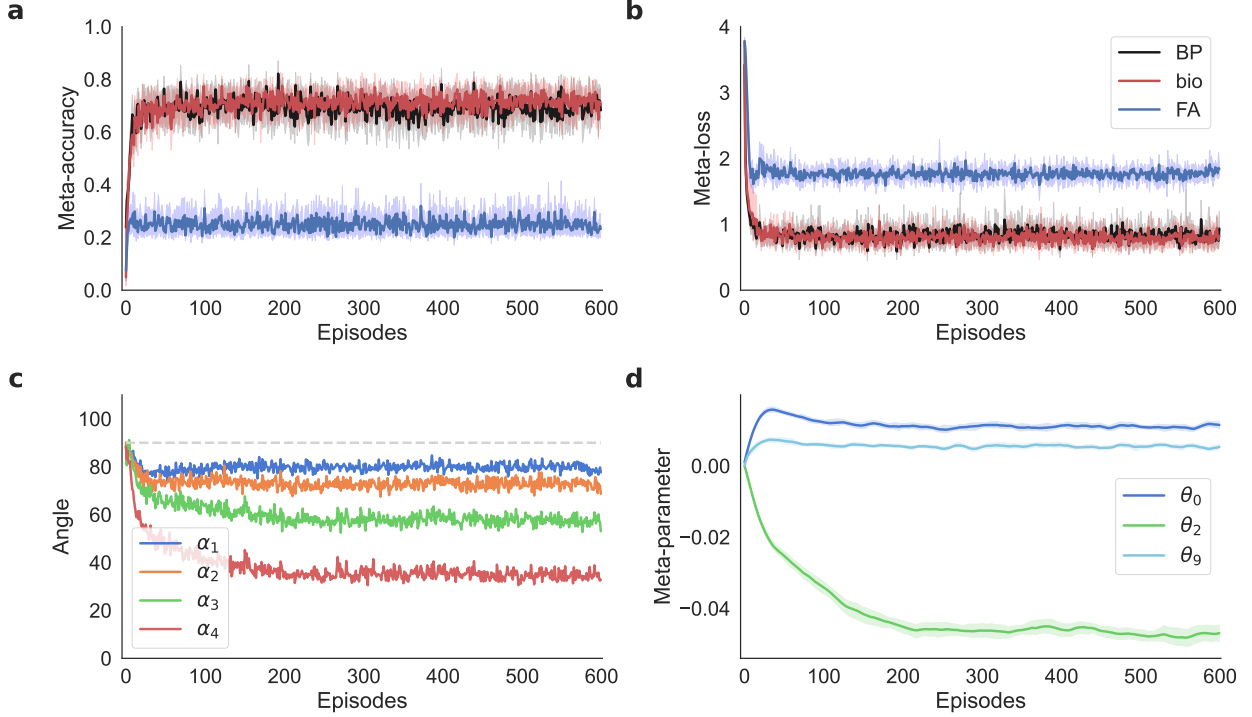 a
1.0
0.8
0.6
0.4
0.2
0.0
Meta-accuracy
0 100 200 300 400 500 600
Episodes
b
4
3
2
1
0
Meta-loss
BP
bio
FA
0 100 200 300 400 500 600
Episodes
c
100
80
60
40
20
0
Angle
α₁
α₂
α₃
α₄
0 100 200 300 400 500 600
Episodes
d
0.00
−0.02
−0.04
Meta-parameter
θ₀
θ₂
θ₉
0 100 200 300 400 500 600
Episodes